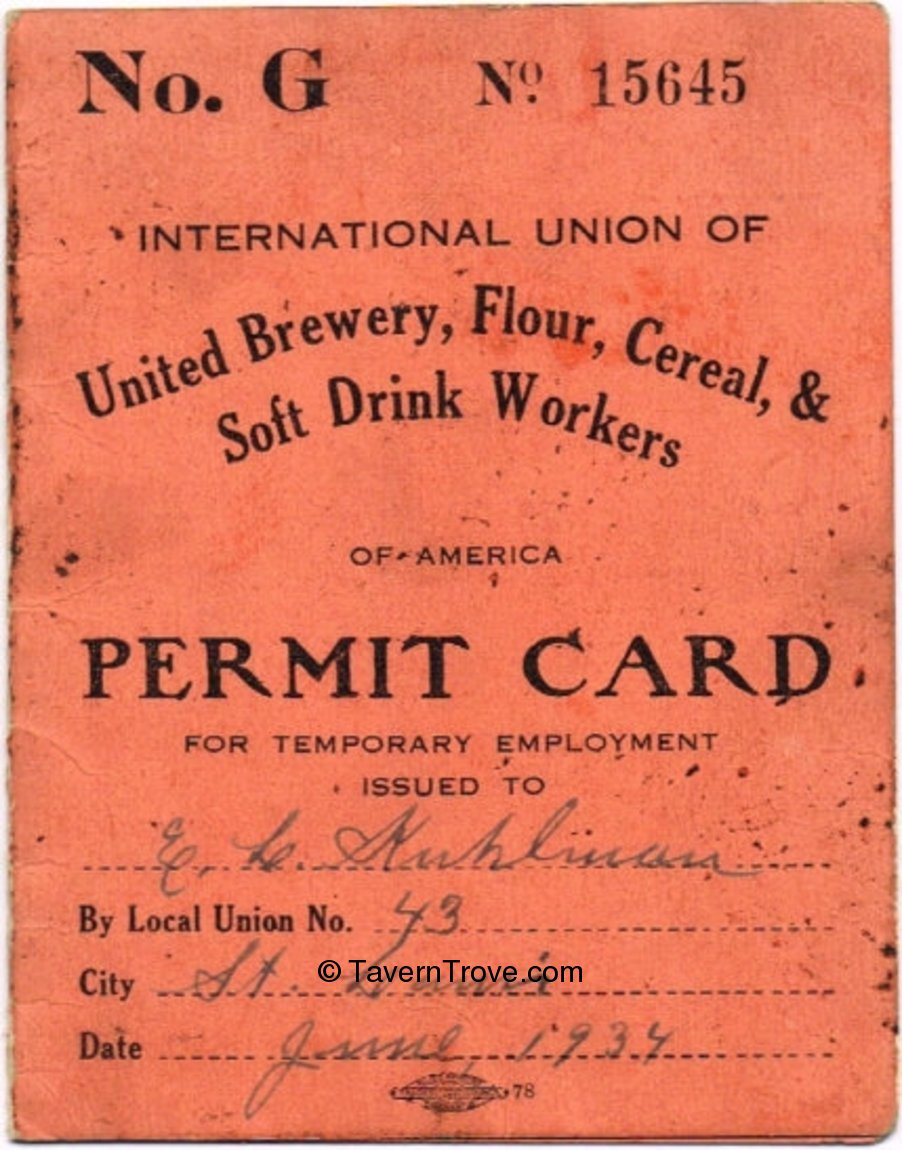 No. G Nº 15645
INTERNATIONAL UNION OF
United Brewery, Flour, Cereal, &
Soft Drink Workers
OF AMERICA
PERMIT CARD
FOR TEMPORARY EMPLOYMENT
ISSUED TO
E. L. Kuhlman
By Local Union No. 43
City St. Louis
© TavernTrove.com
Date June, 1934
78